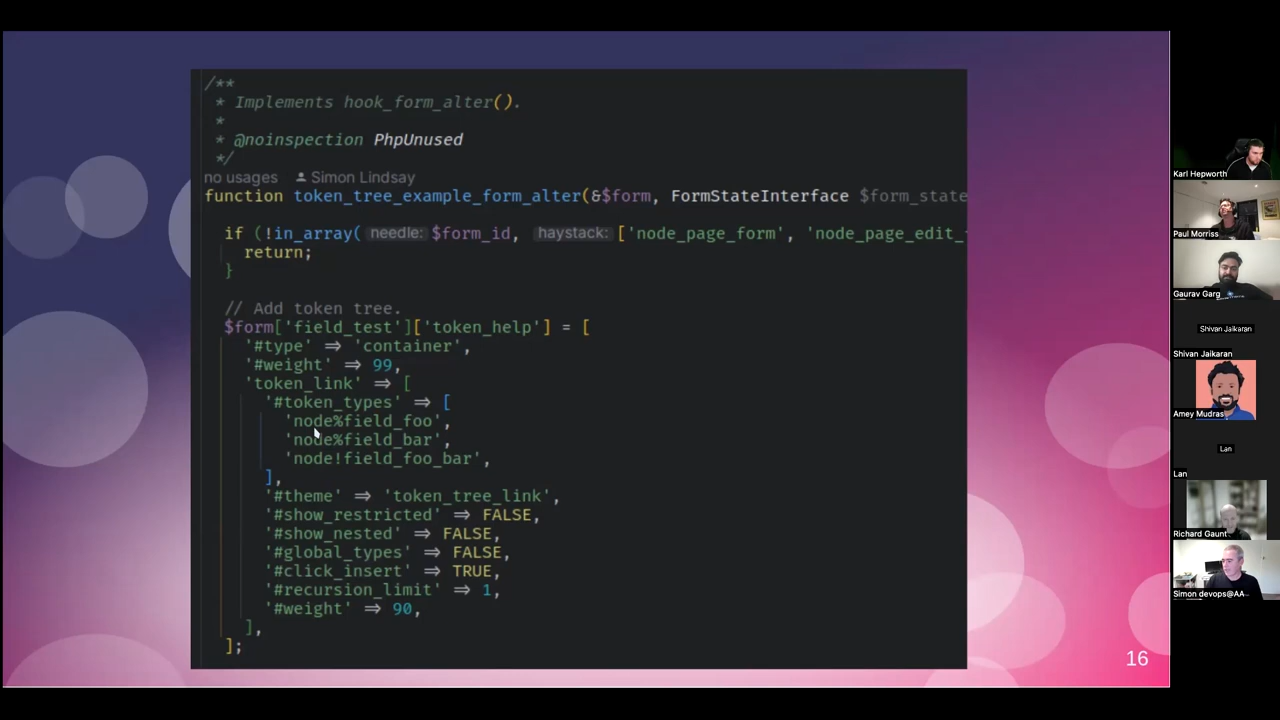 /**
 * Implements hook_form_alter().
 *
 * @noinspection PhpUnused
 */
no usages Simon Lindsay
function token_tree_example_form_alter(&$form, FormStateInterface $form_state
if (!in_array( needle: $form_id, haystack: ['node_page_form', 'node_page_edit_
return;
}
// Add token tree.
$form['field_test']['token_help'] = [
'#type' => 'container',
'#weight' => 99,
'token_link' => [
'#token_types' => [
'node%field_foo',
'node%field_bar',
'node!field_foo_bar',
],
'#theme' => 'token_tree_link',
'#show_restricted' => FALSE,
'#show_nested' => FALSE,
'#global_types' => FALSE,
'#click_insert' => TRUE,
'#recursion_limit' => 1,
'#weight' => 90,
],
];
16
Karl Hepworth
Paul Morriss
Gaurav Garg
Shivan Jaikaran
Shivan Jaikaran
Amey Mudras
Lan
Lan
Richard Gaunt
Simon devops@AA